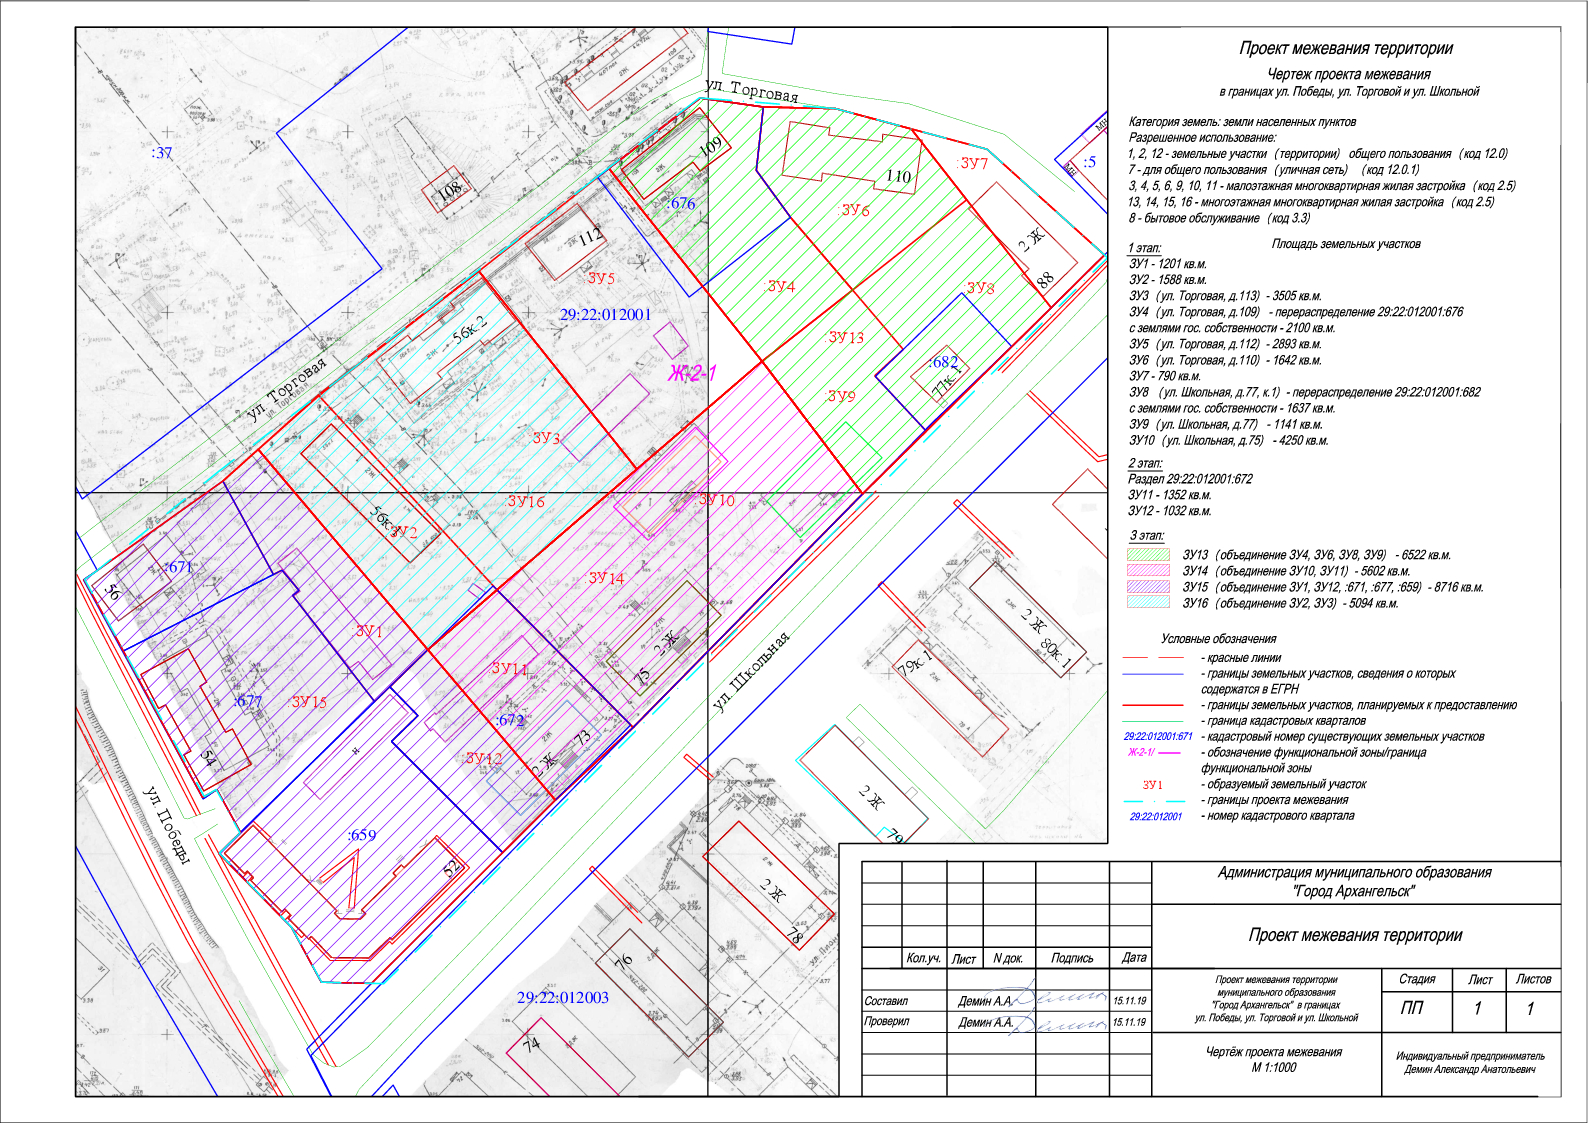 Проект межевания территории
Чертеж проекта межевания
в границах ул. Победы, ул. Торговой и ул. Школьной
Категория земель: земли населенных пунктов
Разрешенное использование:
1, 2, 12 - земельные участки (территории) общего пользования (код 12.0)
7 - для общего пользования (уличная сеть) (код 12.0.1)
3, 4, 5, 6, 9, 10, 11 - малоэтажная многоквартирная жилая застройка (код 2.5)
13, 14, 15, 16 - многоэтажная многоквартирная жилая застройка (код 2.5)
8 - бытовое обслуживание (код 3.3)
1 этап:
Площадь земельных участков
ЗУ1 - 1201 кв.м.
ЗУ2 - 1588 кв.м.
ЗУ3 (ул. Торговая, д.113) - 3505 кв.м.
ЗУ4 (ул. Торговая, д.109) - перераспределение 29:22:012001:676
с землями гос. собственности - 2100 кв.м.
ЗУ5 (ул. Торговая, д.112) - 2893 кв.м.
ЗУ6 (ул. Торговая, д.110) - 1642 кв.м.
ЗУ7 - 790 кв.м.
ЗУ8 (ул. Школьная, д.77, к.1) - перераспределение 29:22:012001:682
с землями гос. собственности - 1637 кв.м.
ЗУ9 (ул. Школьная, д.77) - 1141 кв.м.
ЗУ10 (ул. Школьная, д.75) - 4250 кв.м.
2 этап:
Раздел 29:22:012001:672
ЗУ11 - 1352 кв.м.
ЗУ12 - 1032 кв.м.
3 этап:
ЗУ13 (объединение ЗУ4, ЗУ6, ЗУ8, ЗУ9) - 6522 кв.м.
ЗУ14 (объединение ЗУ10, ЗУ11) - 5602 кв.м.
ЗУ15 (объединение ЗУ1, ЗУ12, :671, :677, :659) - 8716 кв.м.
ЗУ16 (объединение ЗУ2, ЗУ3) - 5094 кв.м.
Условные обозначения
- красные линии
- границы земельных участков, сведения о которых
содержатся в ЕГРН
- границы земельных участков, планируемых к предоставлению
- граница кадастровых кварталов
29:22:012001:671 - кадастровый номер существующих земельных участков
Ж-2-1/ - обозначение функциональной зоны/граница
функциональной зоны
ЗУ1 - образуемый земельный участок
- границы проекта межевания
29:22:012001 - номер кадастрового квартала
ул. Торговая
:37
108
109
:676
110
:ЗУ7
:5
МН
МН
:ЗУ6
112
2 Ж
88
:ЗУ5
:ЗУ4
:ЗУ8
29:22:012001
56к.2
:ЗУ13
Ж-2-1
:682
77к.1
ул. Торговая
ул. Торговая
:ЗУ9
:ЗУ3
:ЗУ16
:ЗУ10
56к.
:ЗУ2
:671
56
:ЗУ14
:ЗУ1
2 Ж
75
:ЗУ11
ул. Школьная
2 Ж
80к.1
79к.1
:677
:ЗУ15
:672
73
2 Ж
:ЗУ12
54
ул. Победы
:659
52
2 Ж
79
2 Ж
78
76
29:22:012003
74
Администрация муниципального образования
"Город Архангельск"
Проект межевания территории
Кол.уч. Лист N док. Подпись Дата
Составил Демин А.А. 15.11.19
Проверил Демин А.А. 15.11.19
Проект межевания территории
муниципального образования
"Город Архангельск" в границах
ул. Победы, ул. Торговой и ул. Школьной
Стадия Лист Листов
ПП 1 1
Чертёж проекта межевания
М 1:1000
Индивидуальный предприниматель
Демин Александр Анатольевич